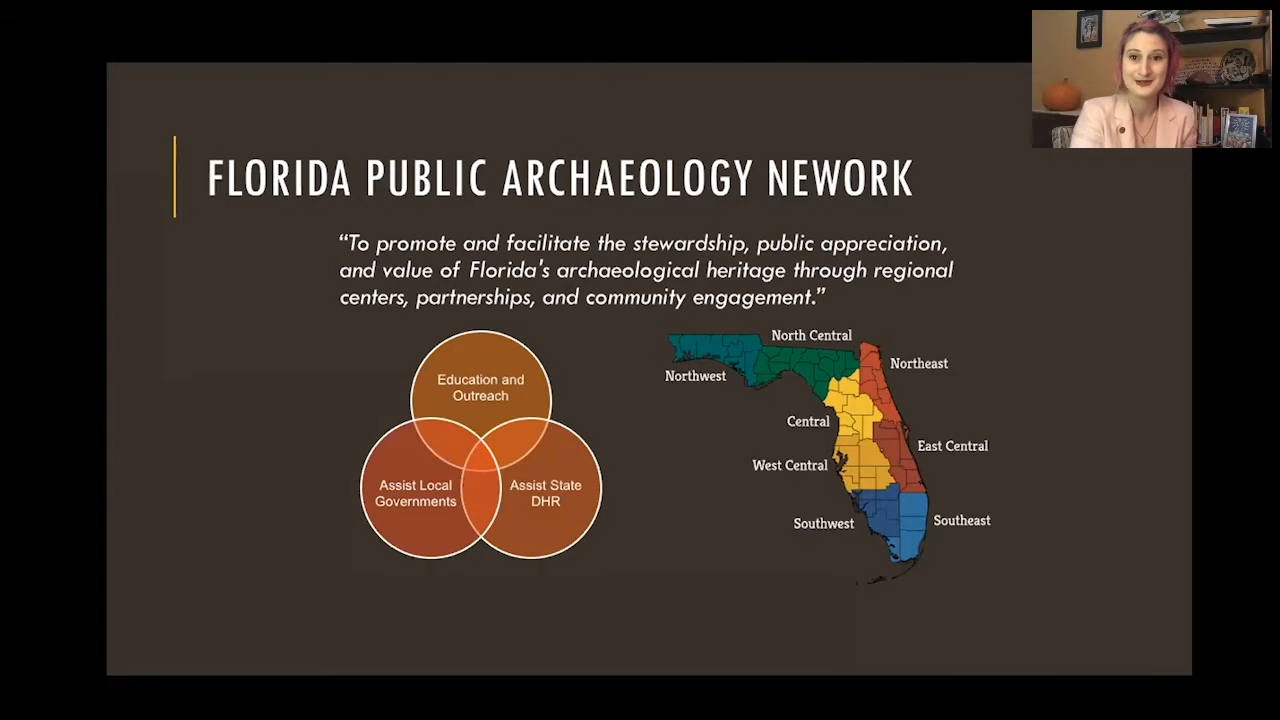 FLORIDA PUBLIC ARCHAEOLOGY NEWORK
“To promote and facilitate the stewardship, public appreciation,
and value of Florida's archaeological heritage through regional
centers, partnerships, and community engagement.”
Education and
Outreach
Assist Local
Governments
Assist State
DHR
North Central
Northwest
Northeast
Central
East Central
West Central
Southwest
Southeast